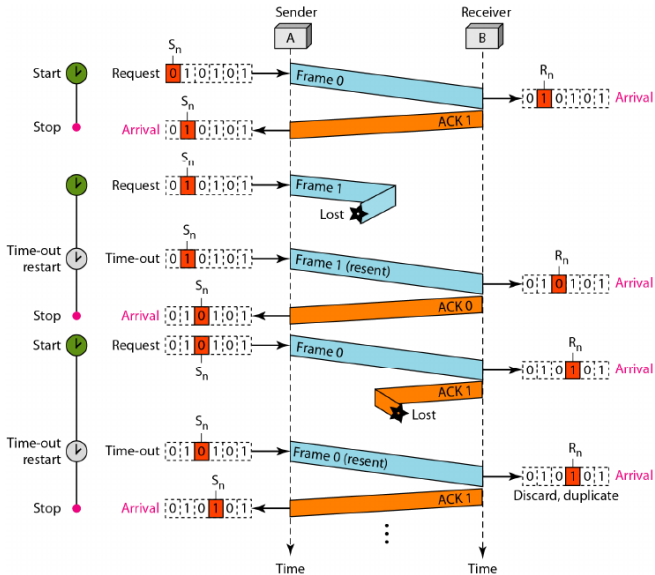 Sender
Receiver
A
B
Sn
Start
Request
0 1 0 1 0 1
Frame 0
Rn
0 1 0 1 0 1
Arrival
Sn
Stop
Arrival
0 1 0 1 0 1
ACK 1
Sn
Request
0 1 0 1 0 1
Frame 1
Lost
Sn
Time-out
restart
Time-out
0 1 0 1 0 1
Frame 1 (resent)
Rn
0 1 0 1 0 1
Arrival
Sn
Stop
Arrival
0 1 0 1 0 1
ACK 0
Start
Request
0 1 0 1 0 1
Frame 0
Sn
Rn
0 1 0 1 0 1
Arrival
ACK 1
Lost
Sn
Time-out
restart
Time-out
0 1 0 1 0 1
Frame 0 (resent)
Rn
0 1 0 1 0 1
Arrival
Discard, duplicate
Sn
Stop
Arrival
0 1 0 1 0 1
ACK 1
Time
Time